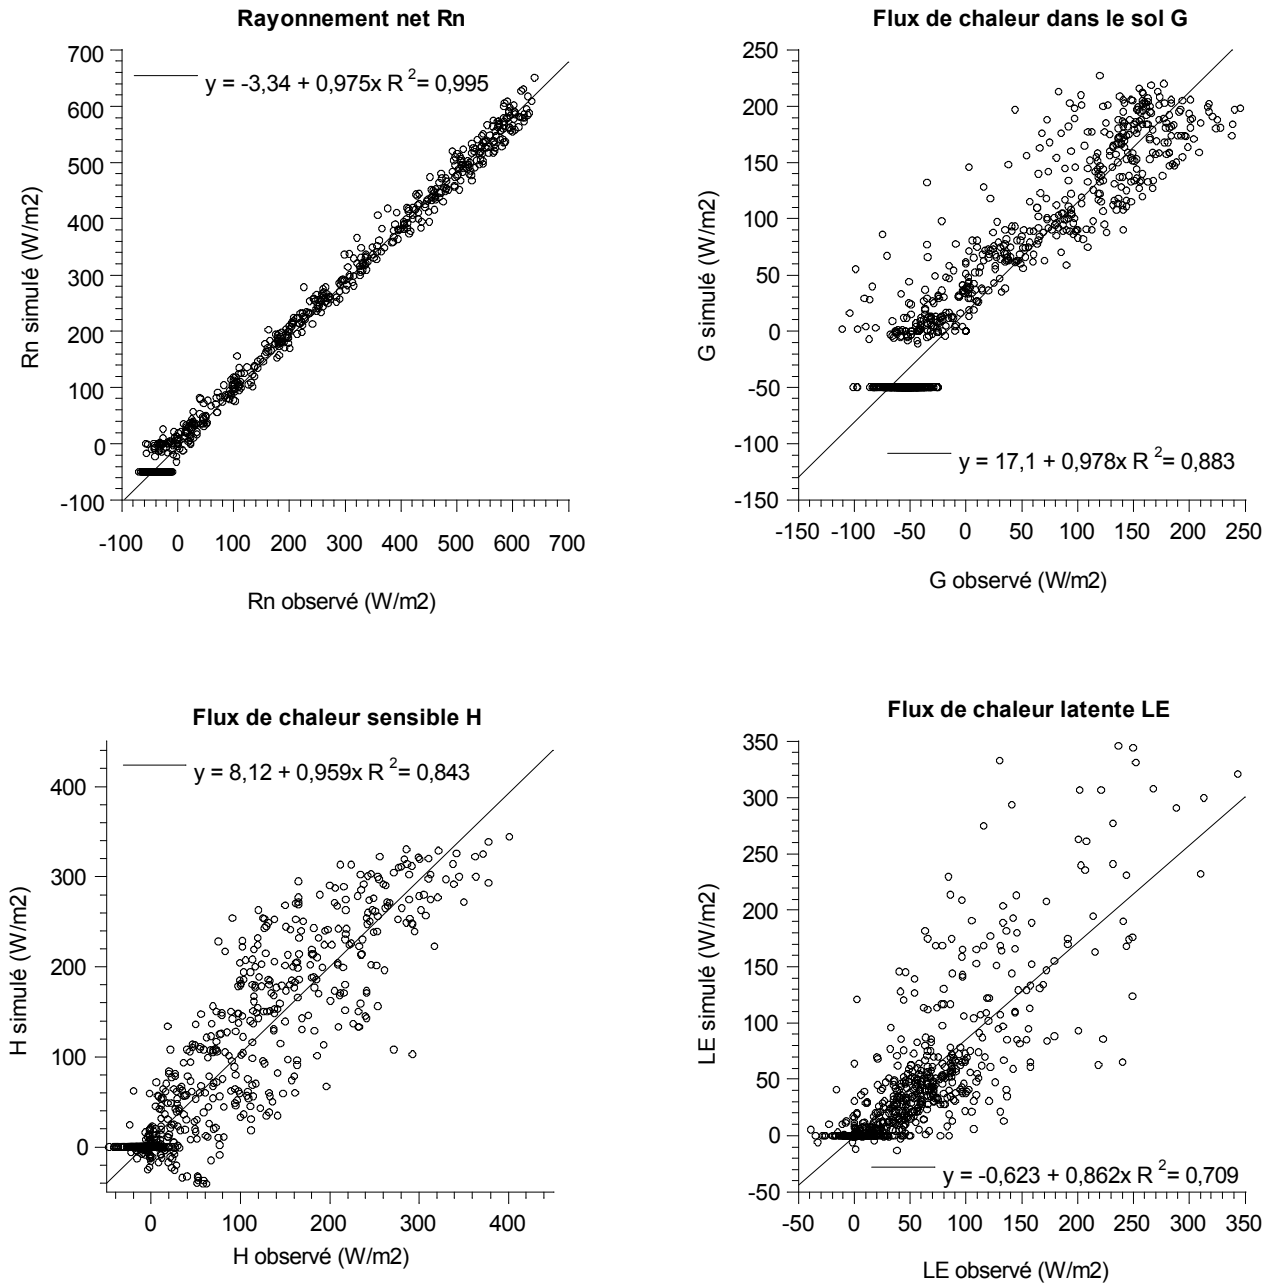 Rayonnement net Rn
y = -3,34 + 0,975x R 2= 0,995
700
600
500
400
300
200
100
0
-100
-100 0 100 200 300 400 500 600 700
Rn simulé (W/m2)
Rn observé (W/m2)
Flux de chaleur dans le sol G
250
200
150
100
50
0
-50
-100
-150
y = 17,1 + 0,978x R 2= 0,883
-150 -100 -50 0 50 100 150 200 250
G simulé (W/m2)
G observé (W/m2)
Flux de chaleur sensible H
y = 8,12 + 0,959x R 2= 0,843
400
300
200
100
0
0 100 200 300 400
H simulé (W/m2)
H observé (W/m2)
Flux de chaleur latente LE
350
300
250
200
150
100
50
0
-50
y = -0,623 + 0,862x R 2= 0,709
-50 0 50 100 150 200 250 300 350
LE simulé (W/m2)
LE observé (W/m2)